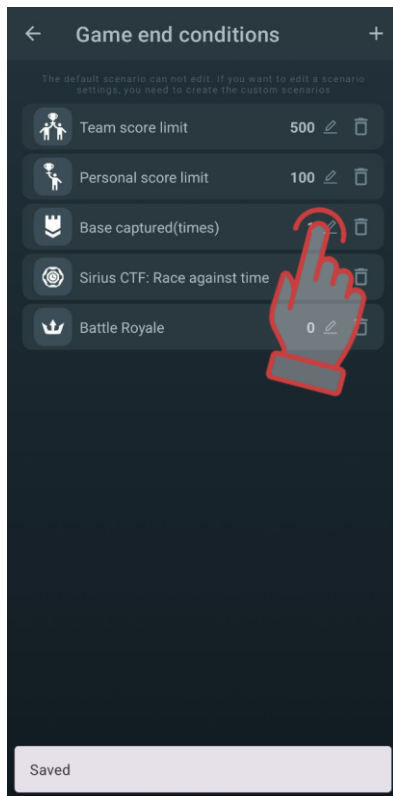 Game end conditions
The default scenario can not edit. if you want to edit a scenario
settings, you need to create the custom scenarios
Team score limit 500
Personal score limit 100
Base captured(times)
Sirius CTF: Race against time
Battle Royale 0
Saved